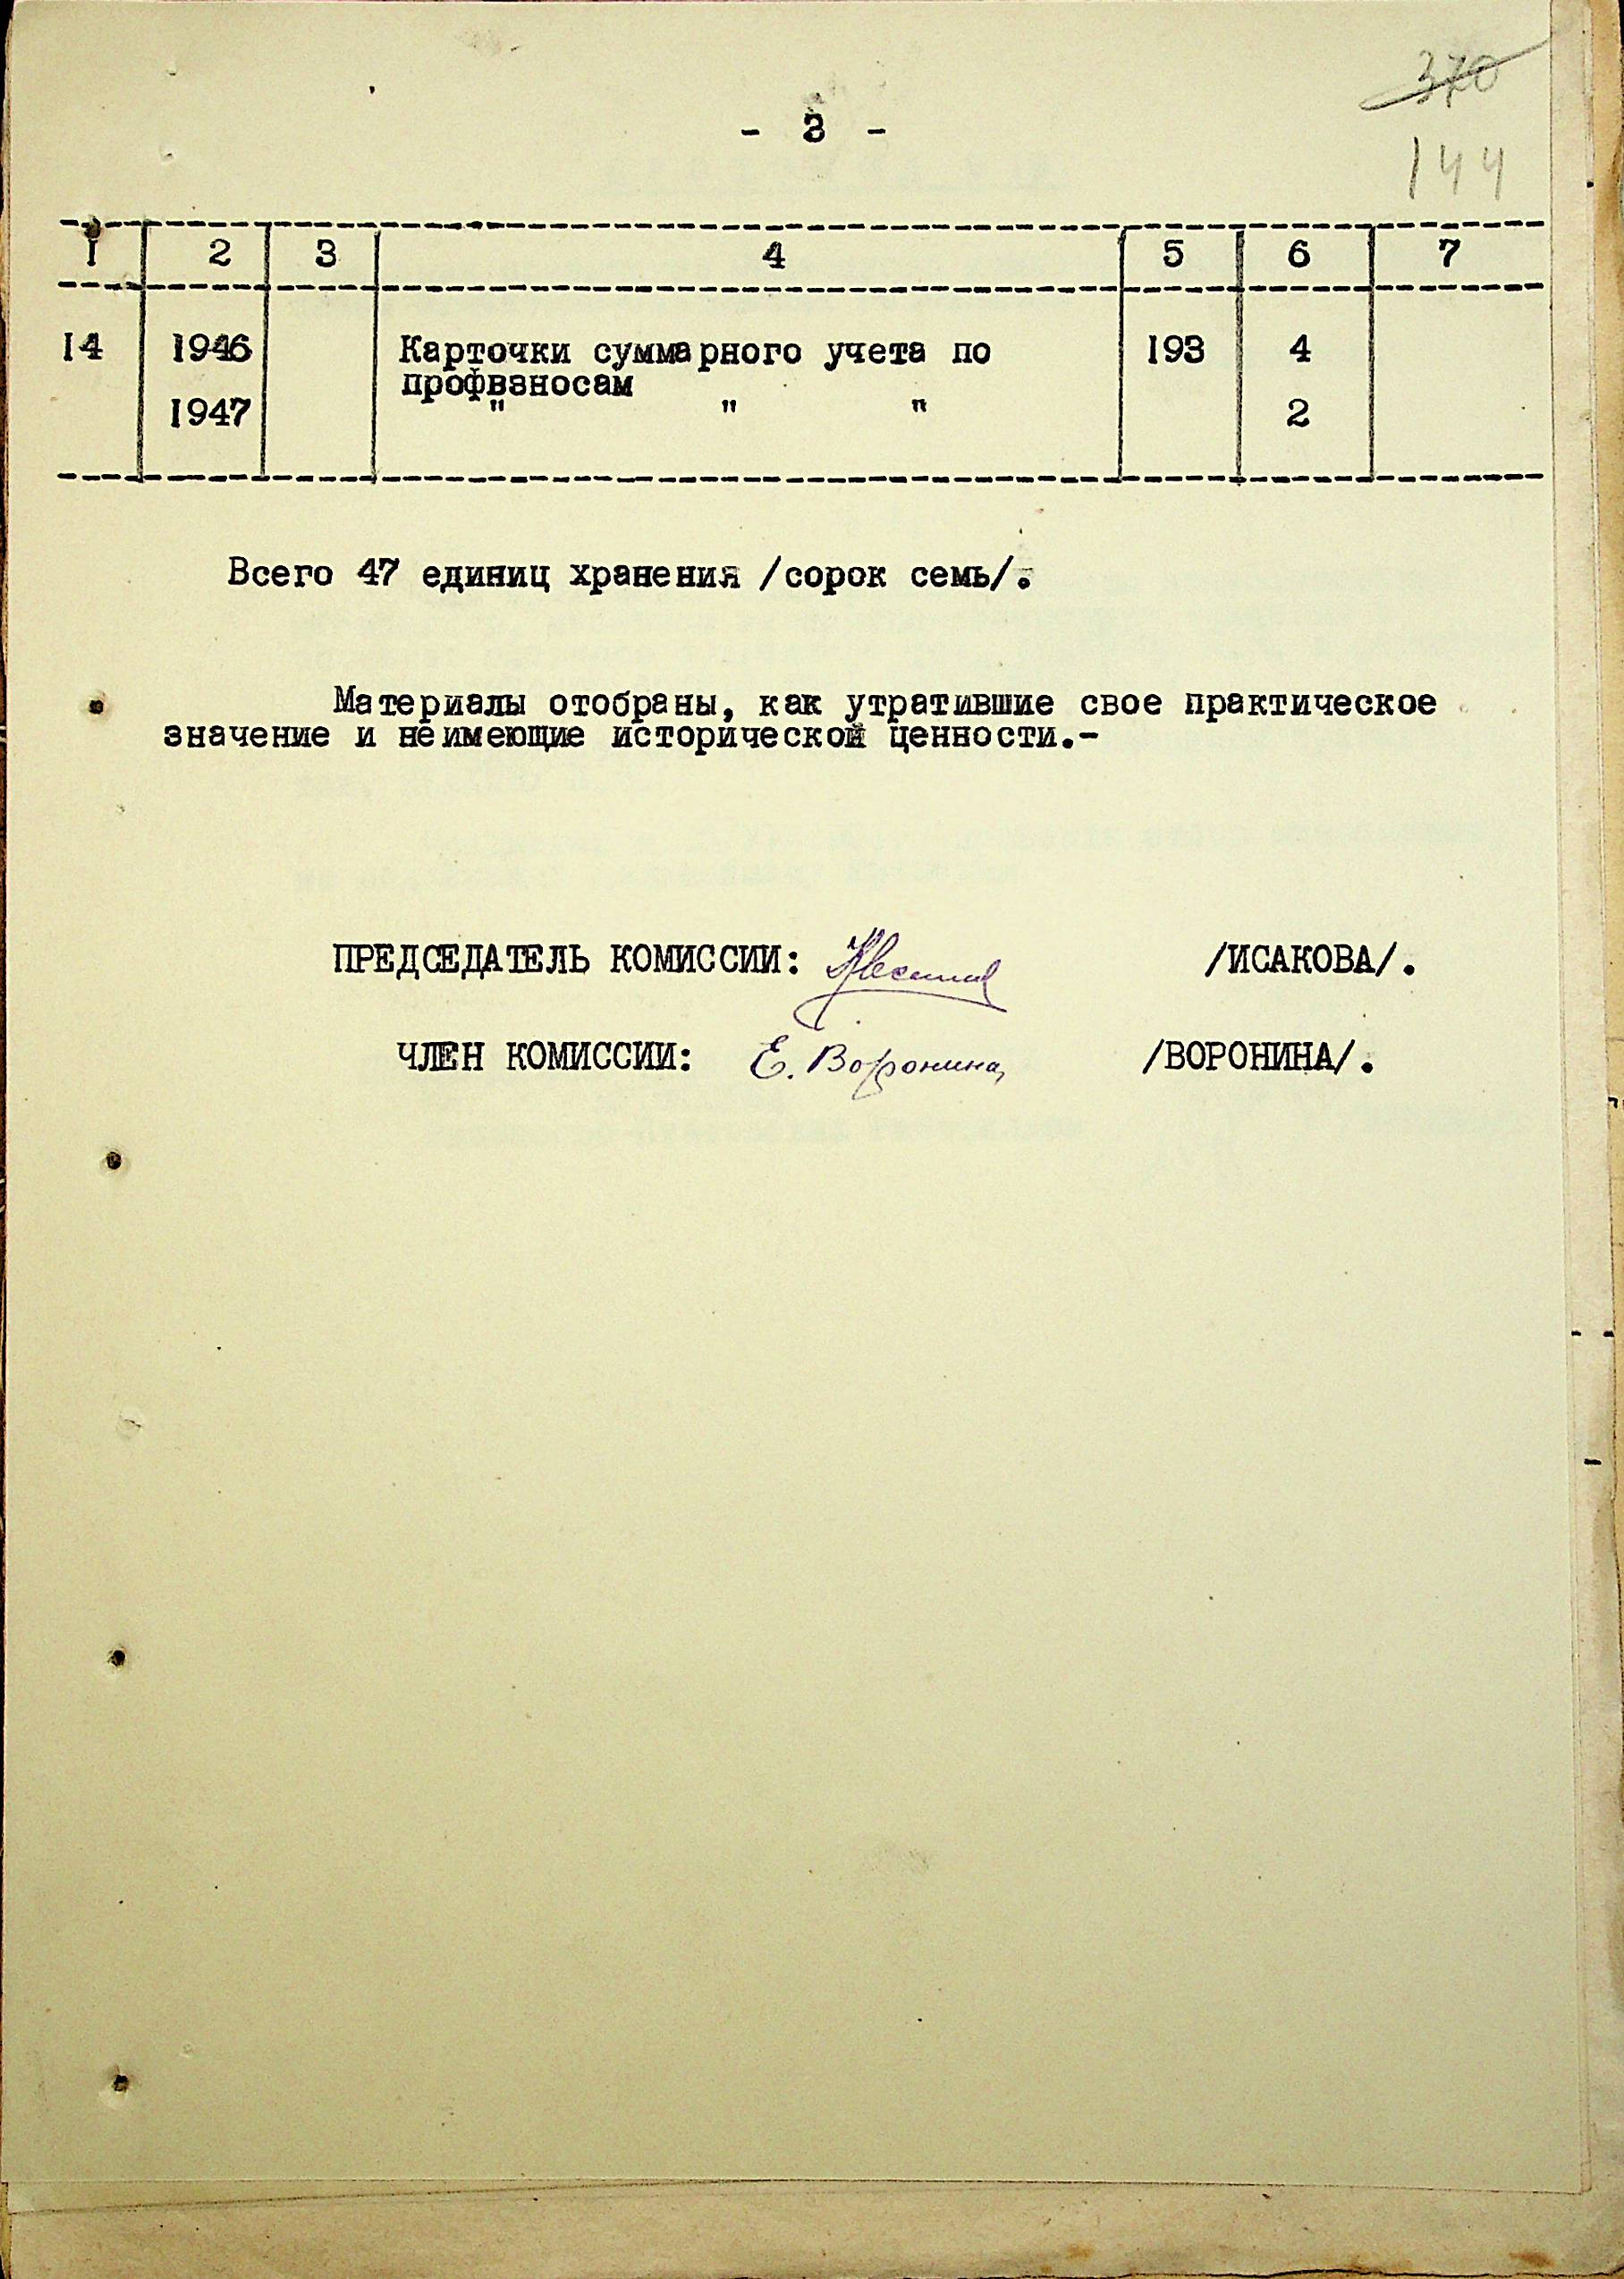 370
144
- 3 -
I 2 3 4 5 6 7
I4 1946 Карточки суммарного учета по 193 4
профвзносам
1947 " " " 2
Всего 47 единиц хранения /сорок семь/.
Материалы отобраны, как утратившие свое практическое
значение и неимеющие исторической ценности.-
ПРЕДСЕДАТЕЛЬ КОМИССИИ: /ИСАКОВА/.
ЧЛЕН КОМИССИИ: Е. Воронина /ВОРОНИНА/.